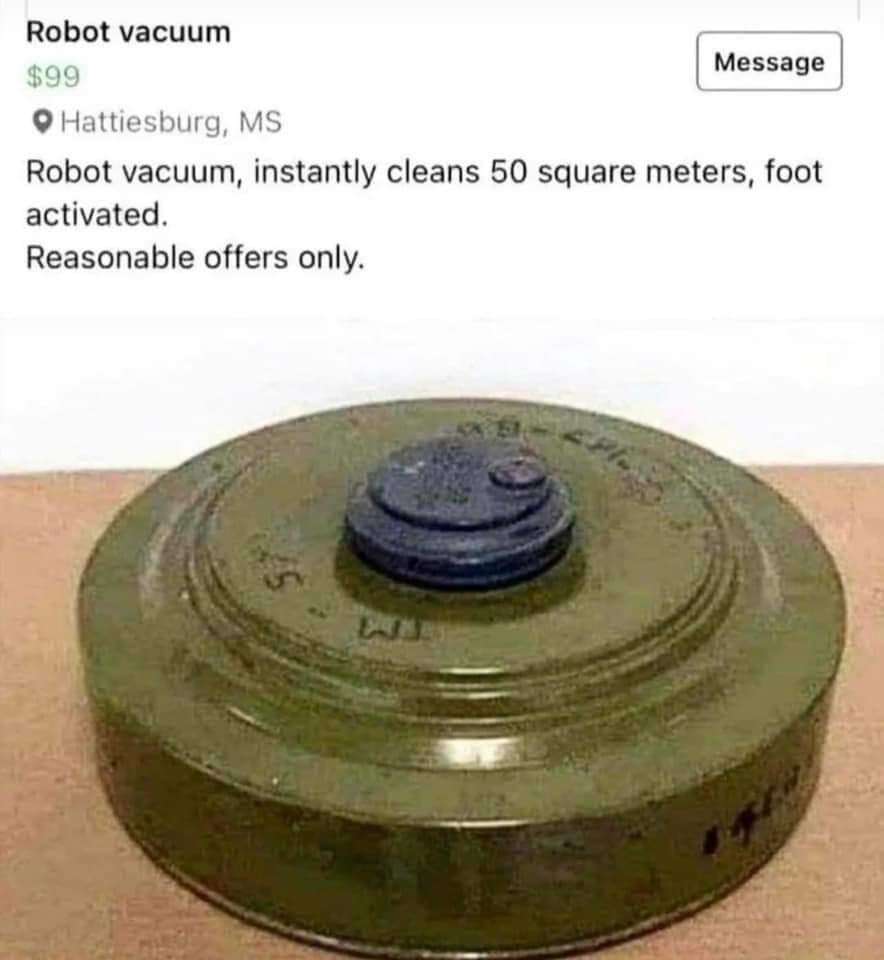 Robot vacuum
$99
Message
Hattiesburg, MS
Robot vacuum, instantly cleans 50 square meters, foot
activated.
Reasonable offers only.